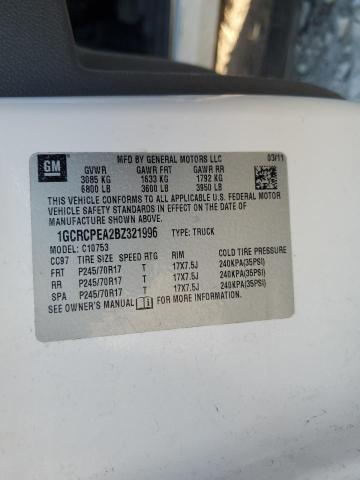 GM MFD BY GENERAL MOTORS LLC 03/11
GVWR GAWR FRT GAWR RR
3085 KG 1633 KG 1792 KG
6800 LB 3600 LB 3950 LB
THIS VEHICLE CONFORMS TO ALL APPLICABLE U.S. FEDERAL MOTOR
VEHICLE SAFETY AND THEFT PREVENTION STANDARDS IN EFFECT ON THE DATE OF
MANUFACTURE SHOWN ABOVE.
1GCRCPEA2BZ321996 TYPE: TRUCK
MODEL: C10753
CC97 TIRE SIZE SPEED RTG RIM COLD TIRE PRESSURE
FRT P245/70R17 T 17X7.5J 240KPA(35PSI)
RR P245/70R17 T 17X7.5J 240KPA(35PSI)
SPA P245/70R17 T 17X7.5J 240KPA(35PSI)
SEE OWNER'S MANUAL FOR MORE INFORMATION.